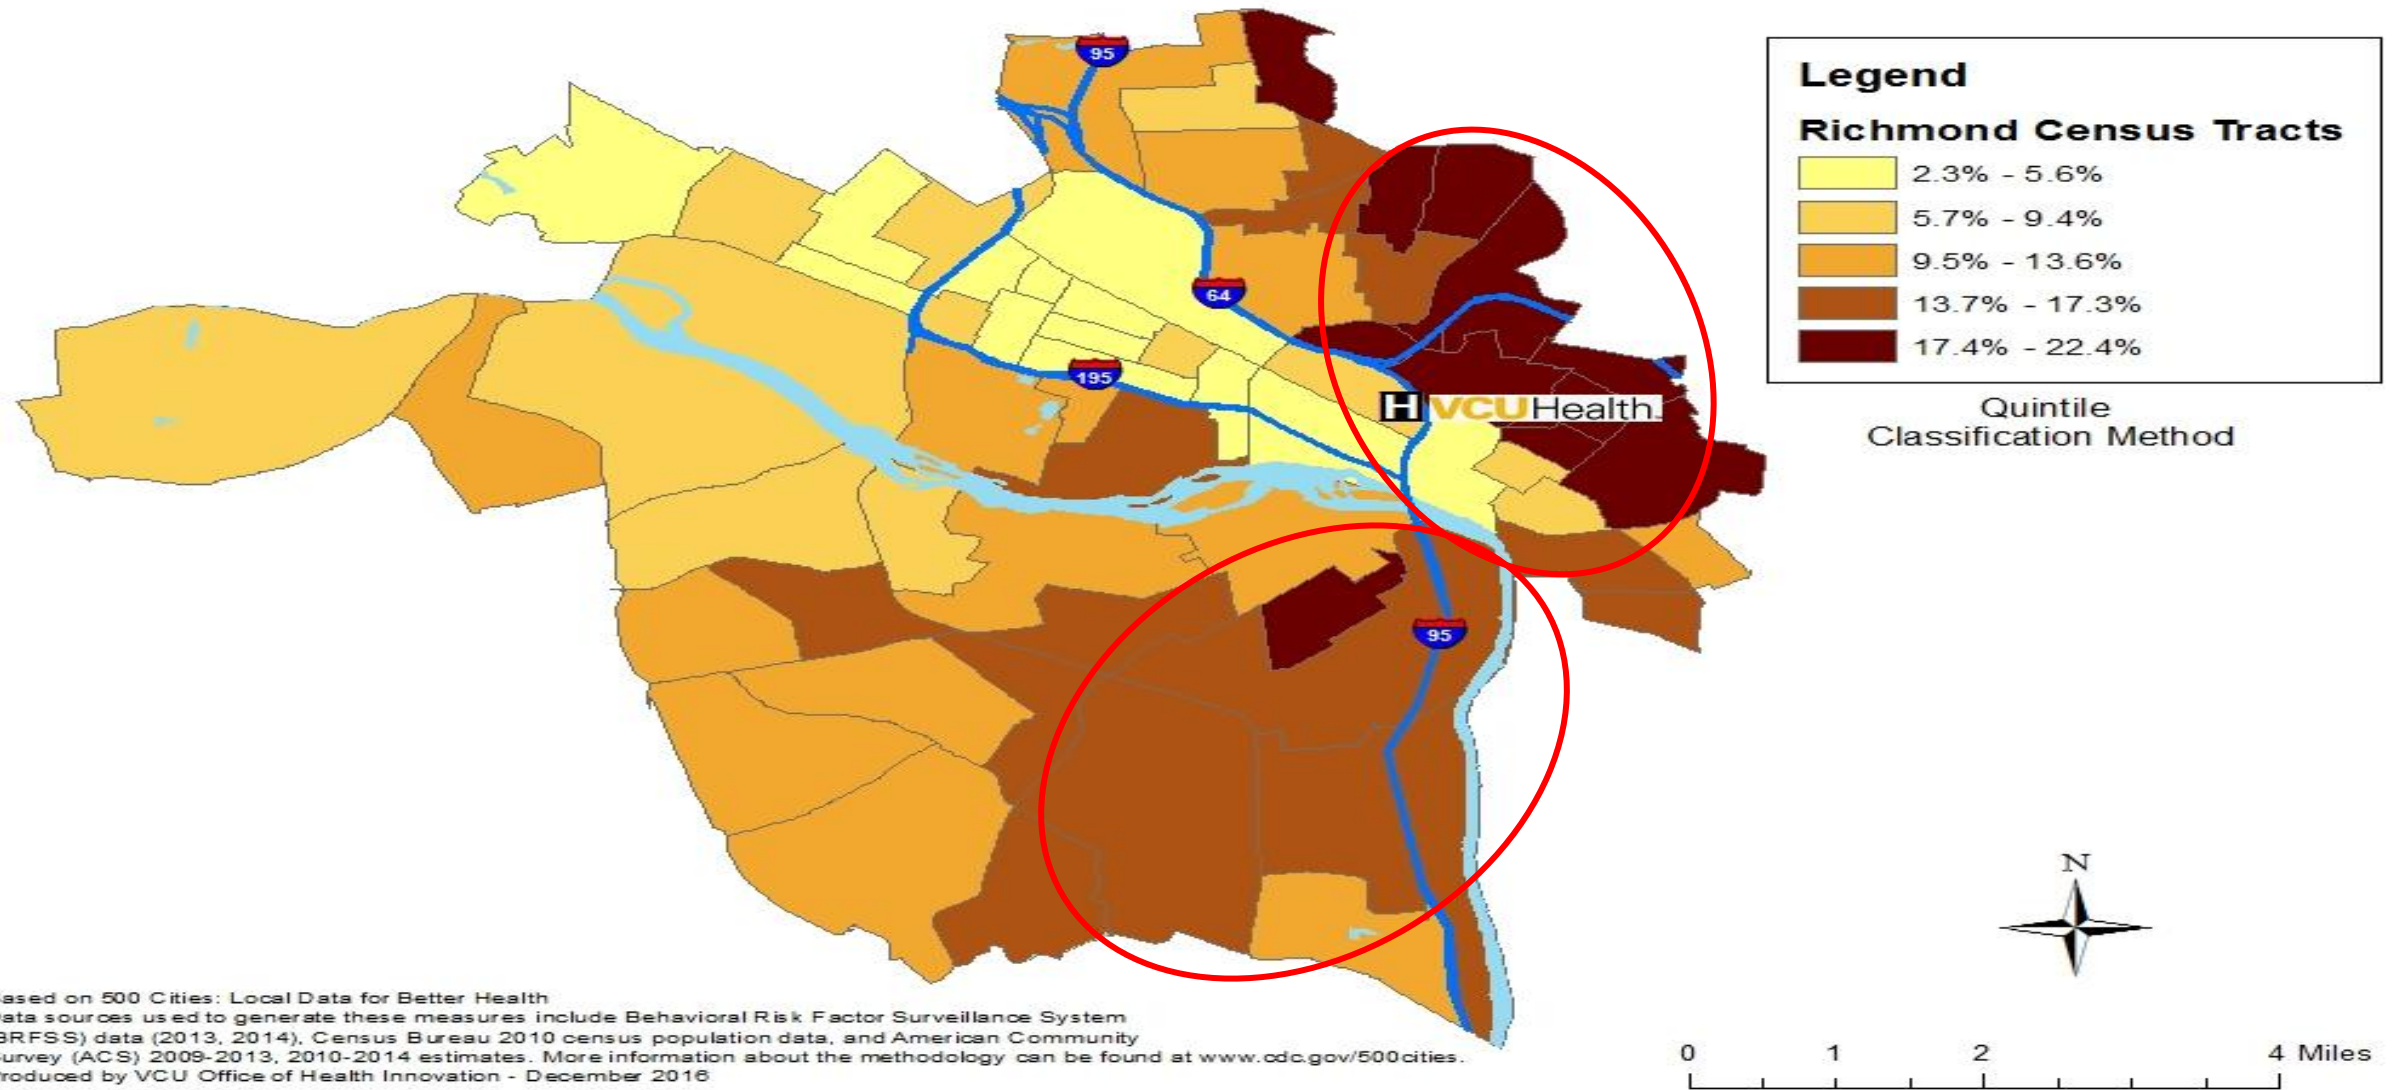 95
64
195
H VCUHealth.
95
Legend
Richmond Census Tracts
2.3% - 5.6%
5.7% - 9.4%
9.5% - 13.6%
13.7% - 17.3%
17.4% - 22.4%
Quintile
Classification Method
N
0 1 2 4 Miles
ased on 500 Cities: Local Data for Better Health
ata sources used to generate these measures include Behavioral Risk Factor Surveillance System
BRFSS) data (2013, 2014), Census Bureau 2010 census population data, and American Community
urvey (ACS) 2009-2013, 2010-2014 estimates. More information about the methodology can be found at www.cdc.gov/500cities.
roduced by VCU Office of Health Innovation - December 2016